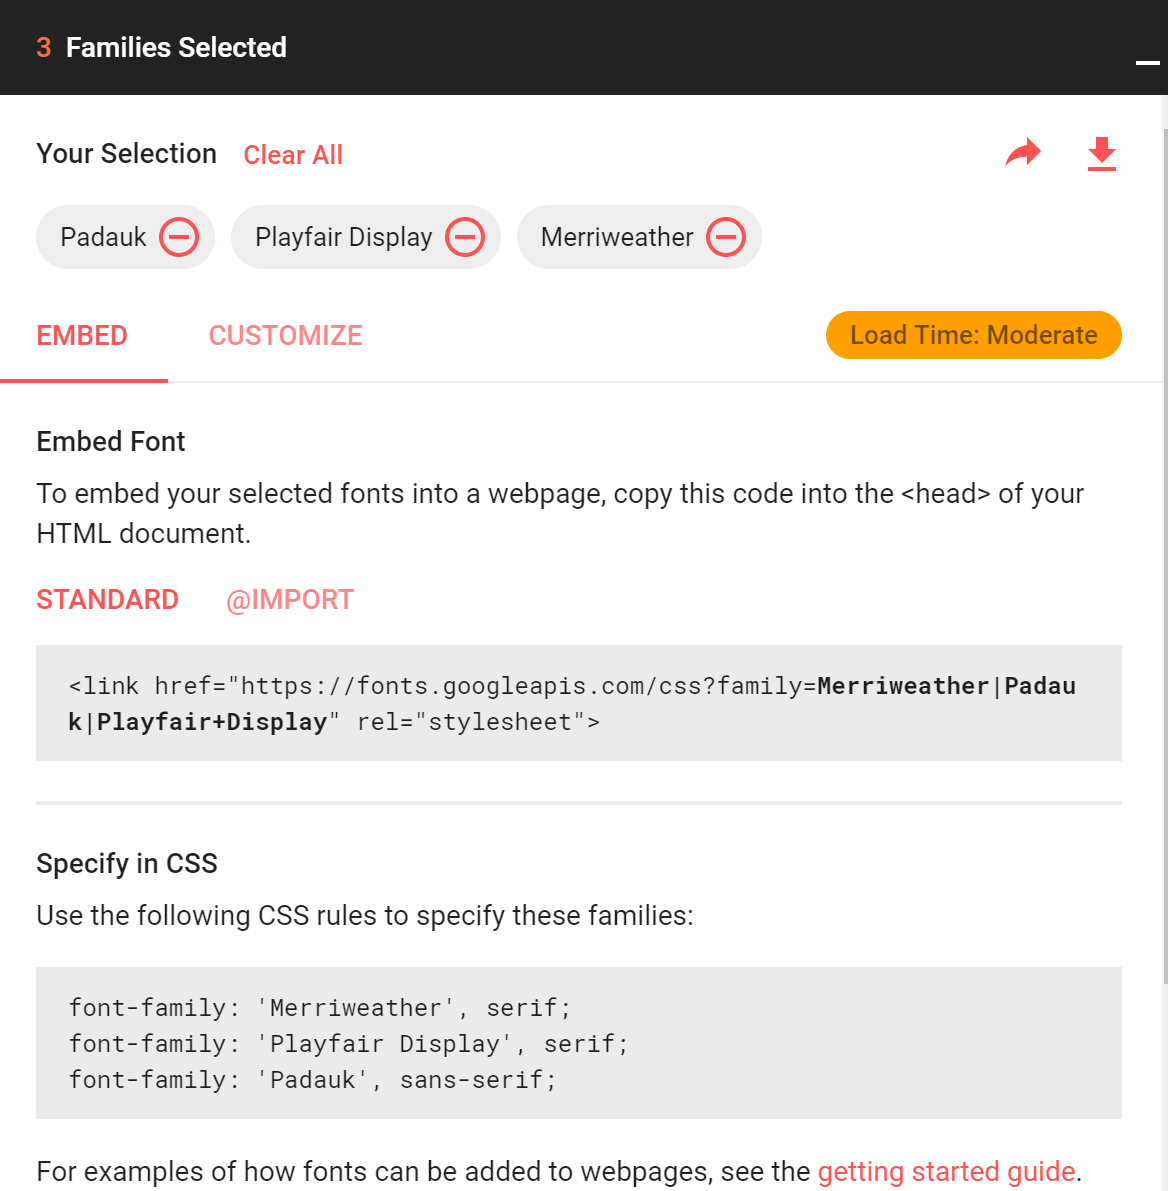 3 Families Selected
Your Selection Clear All
Padauk Playfair Display Merriweather
EMBED CUSTOMIZE Load Time: Moderate
Embed Font
To embed your selected fonts into a webpage, copy this code into the <head> of your
HTML document.
STANDARD @IMPORT
<link href="https://fonts.googleapis.com/css?family=Merriweather|Padau
k|Playfair+Display" rel="stylesheet">
Specify in CSS
Use the following CSS rules to specify these families:
font-family: 'Merriweather', serif;
font-family: 'Playfair Display', serif;
font-family: 'Padauk', sans-serif;
For examples of how fonts can be added to webpages, see the getting started guide.